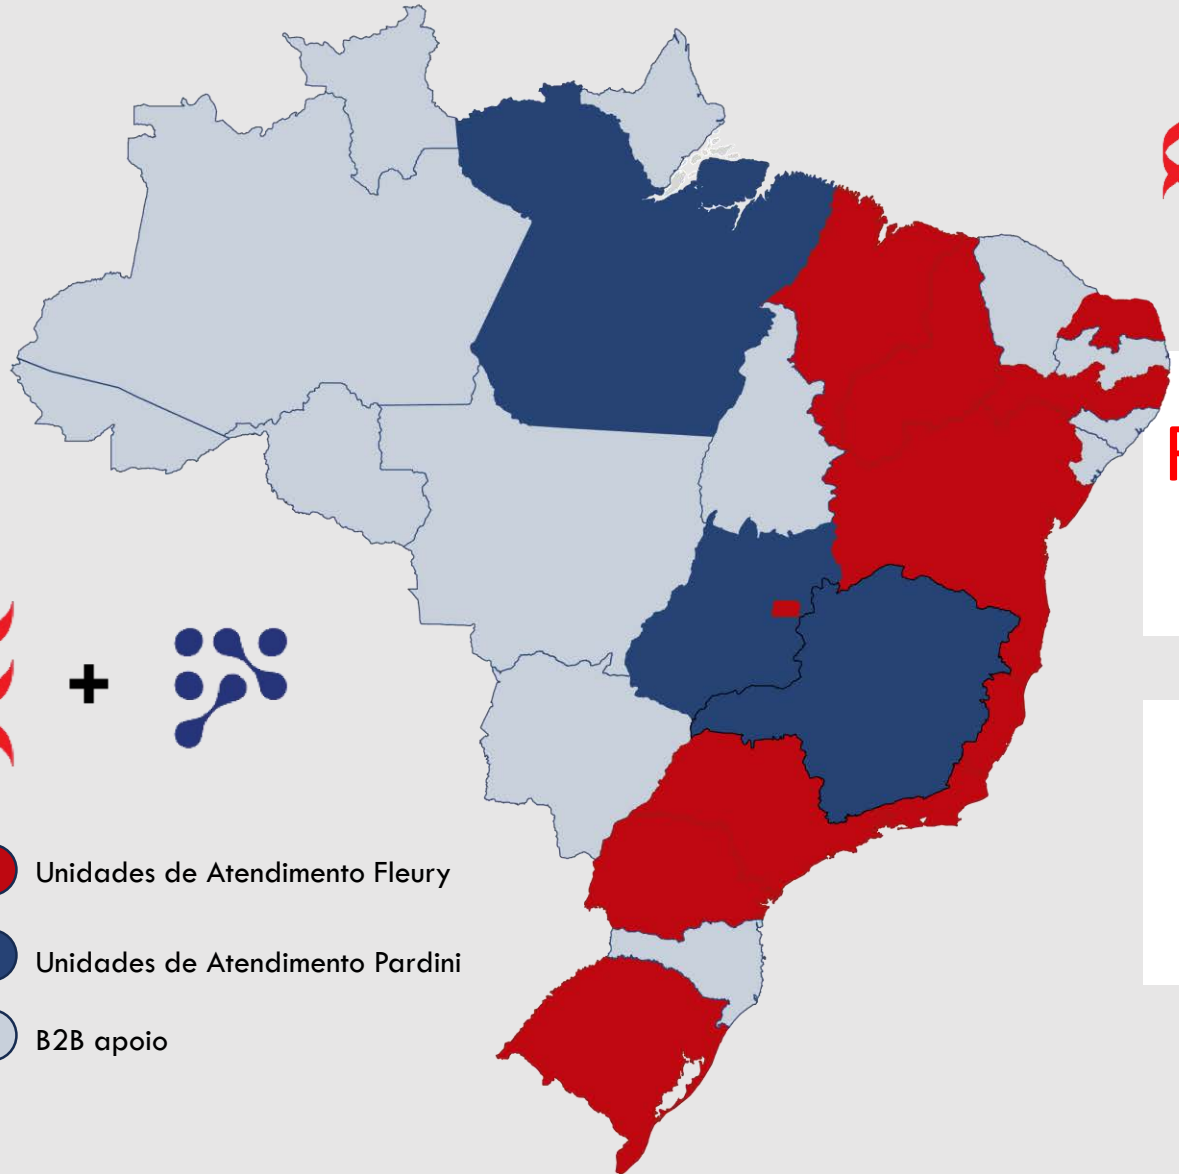 +
Unidades de Atendimento Fleury
Unidades de Atendimento Pardini
B2B apoio